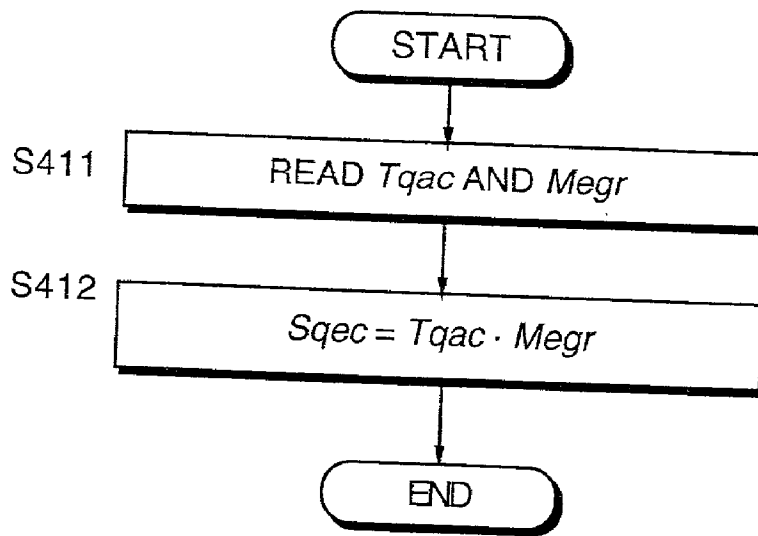 START
S411
READ Tqac AND Megr
S412
Sqec = Tqac · Megr
END